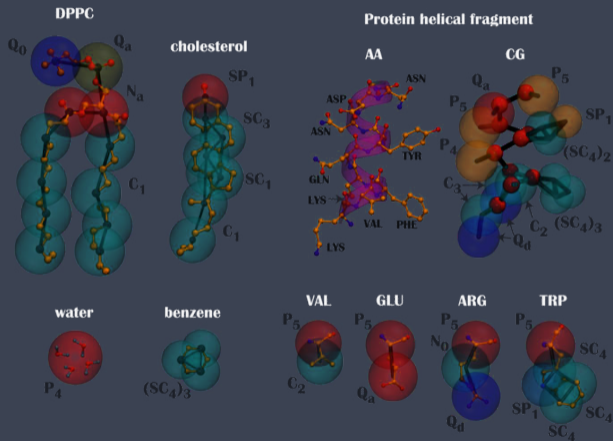 DPPC
Q0
Qa
Na
C1
cholesterol
SP1
SC3
SC1
C1
Protein helical fragment
AA
CG
ASN
ASP
ASN
TYR
GLN
LYS
VAL
PHE
LYS
P5
Qa
P5
SP1
P4
(SC4)2
C3
C2
(SC4)3
Qd
water
P4
benzene
(SC4)3
VAL
P5
C2
GLU
P5
Qa
ARG
P5
N0
Qd
TRP
P5
SC4
SP1
SC4
SC4